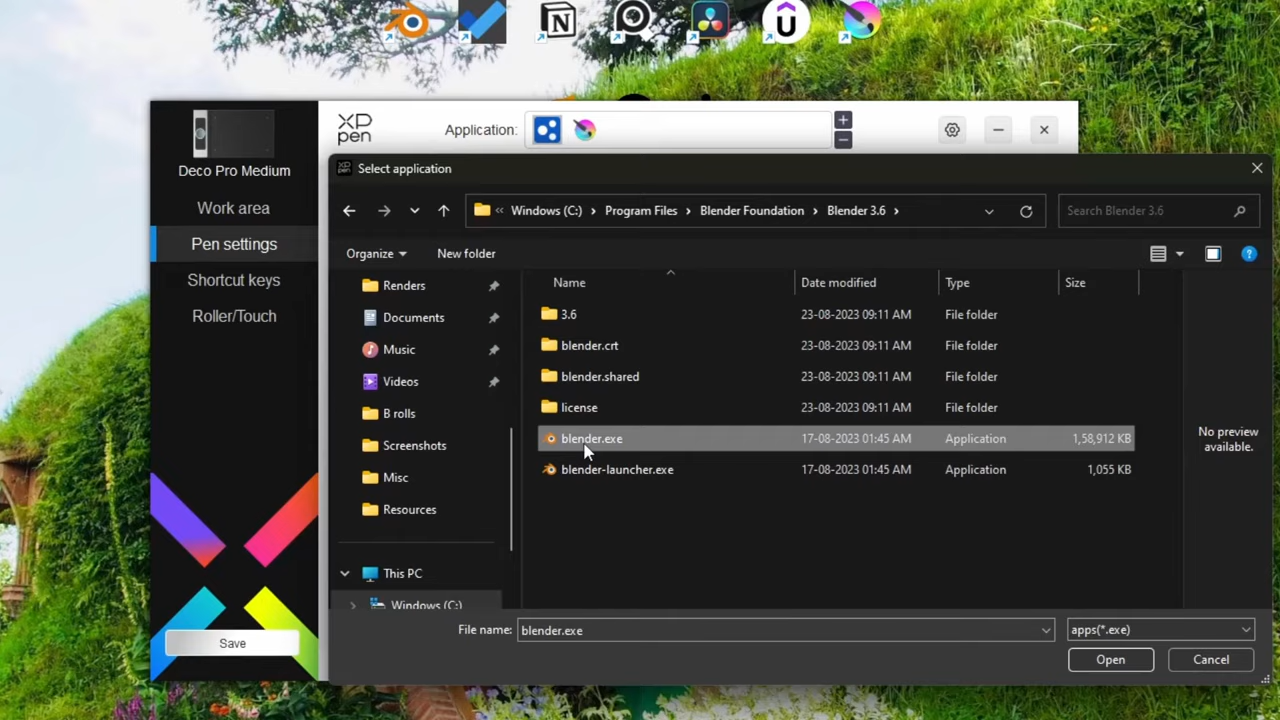 XP
pen
Application:
+
−
Deco Pro Medium
Work area
Pen settings
Shortcut keys
Roller/Touch
Save
XP
pen
Select application
« Windows (C:) > Program Files > Blender Foundation > Blender 3.6 >
Search Blender 3.6
Organize
New folder
?
Renders
Documents
Music
Videos
B rolls
Screenshots
Misc
Resources
This PC
Windows (C:)
Name Date modified Type Size
3.6 23-08-2023 09:11 AM File folder
blender.crt 23-08-2023 09:11 AM File folder
blender.shared 23-08-2023 09:11 AM File folder
license 23-08-2023 09:11 AM File folder
blender.exe 17-08-2023 01:45 AM Application 1,58,912 KB
blender-launcher.exe 17-08-2023 01:45 AM Application 1,055 KB
No preview
available.
File name: blender.exe
apps(*.exe)
Open
Cancel